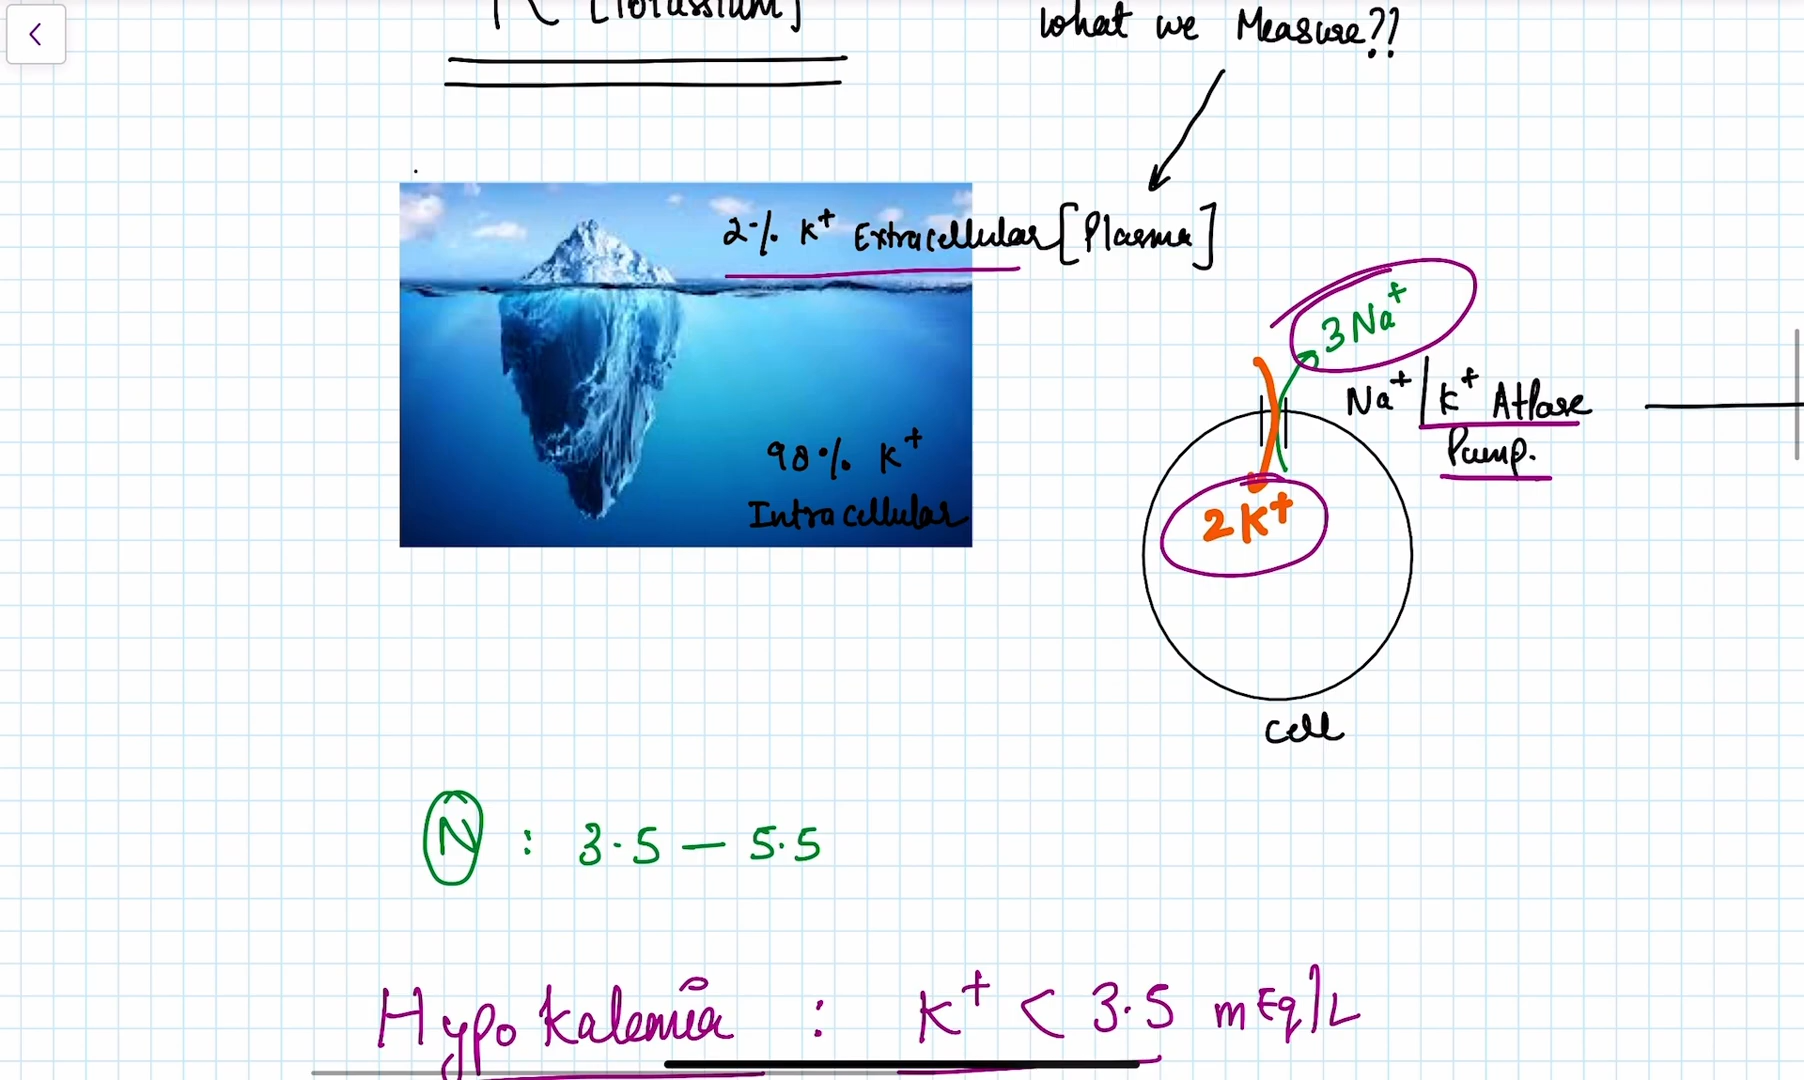 K [Potassium]
What we Measure??
2% K+ Extracellular [Plasma]
3Na+
Na+/K+ Atpase
Pump.
98% K+
Intracellular
2K+
Cell
N : 3.5 — 5.5
Hypokalemia : K+ < 3.5 mEq/L